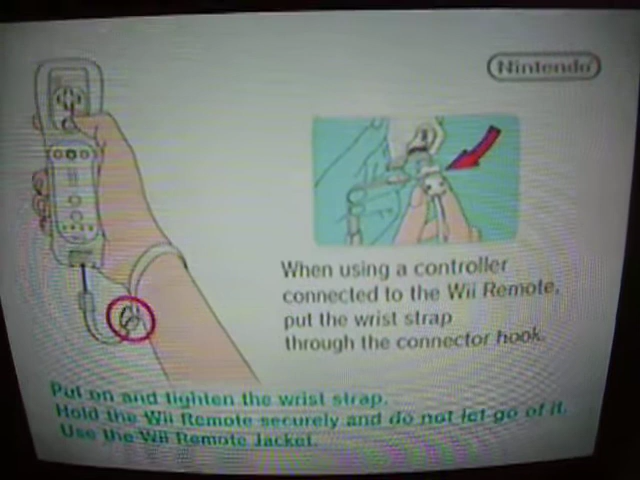 Nintendo
When using a controller
connected to the Wii Remote,
put the wrist strap
through the connector hook.
Put on and tighten the wrist strap.
Hold the Wii Remote securely and do not let go of it.
Use the Wii Remote Jacket.